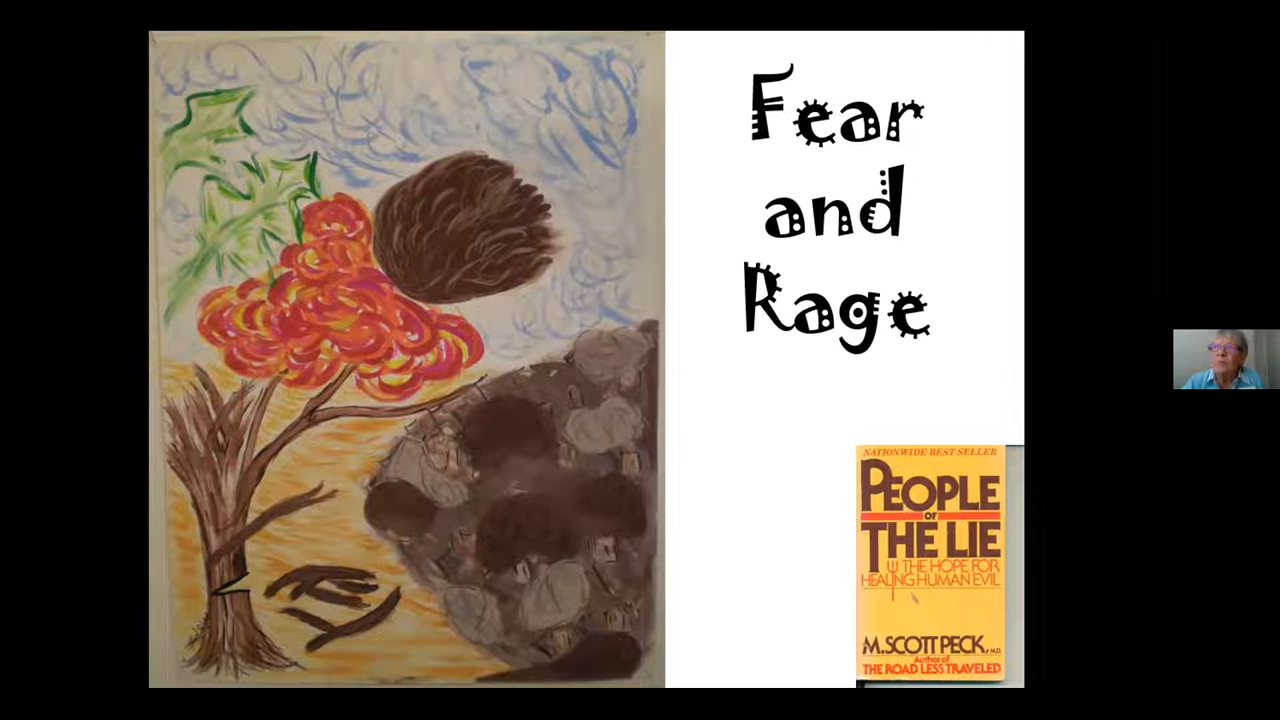 Fear
and
Rage
NATIONWIDE BEST SELLER
PEOPLE
OF
THE LIE
THE HOPE FOR
HEALING HUMAN EVIL
M. SCOTT PECK, M.D.
Author of
THE ROAD LESS TRAVELED